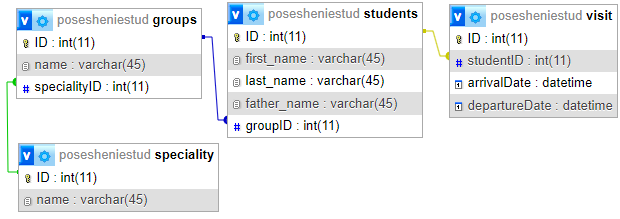 posesheniestud groups
ID : int(11)
name : varchar(45)
specialityID : int(11)
posesheniestud students
ID : int(11)
first_name : varchar(45)
last_name : varchar(45)
father_name : varchar(45)
groupID : int(11)
posesheniestud visit
ID : int(11)
studentID : int(11)
arrivalDate : datetime
departureDate : datetime
posesheniestud speciality
ID : int(11)
name : varchar(45)